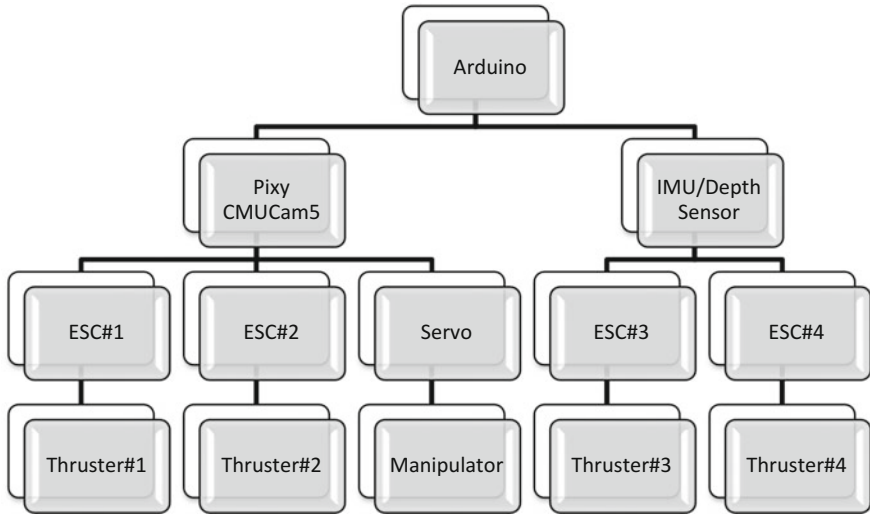 Arduino
Pixy
CMUCam5
IMU/Depth
Sensor
ESC#1
ESC#2
Servo
ESC#3
ESC#4
Thruster#1
Thruster#2
Manipulator
Thruster#3
Thruster#4